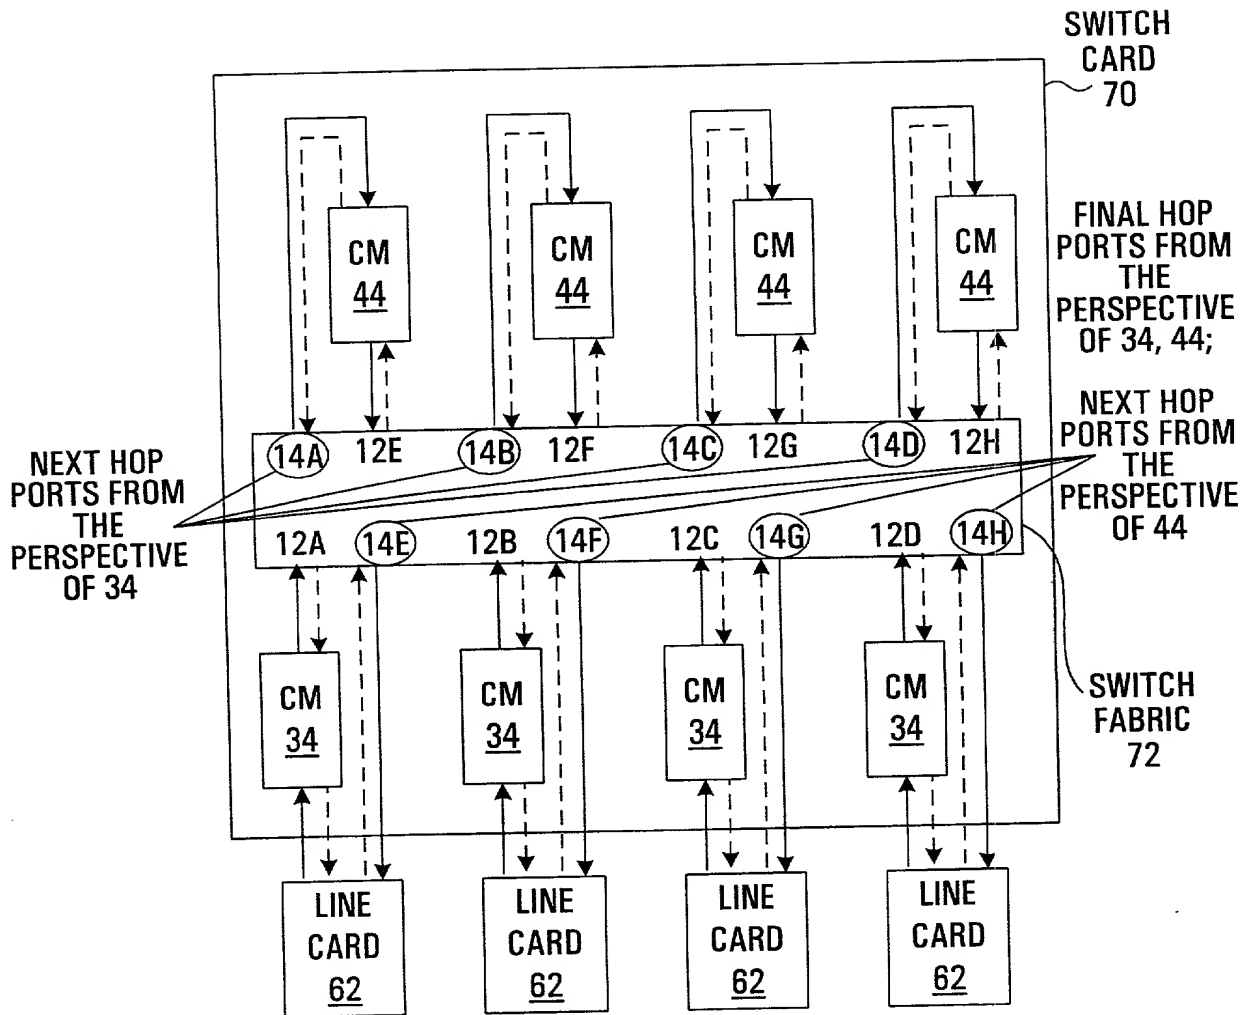 SWITCH
CARD
70
CM
44
CM
44
CM
44
CM
44
FINAL HOP
PORTS FROM
THE
PERSPECTIVE
OF 34, 44;
NEXT HOP
PORTS FROM
THE
PERSPECTIVE
OF 44
14A 12E 14B 12F 14C 12G 14D 12H
NEXT HOP
PORTS FROM
THE
PERSPECTIVE
OF 34
12A 14E 12B 14F 12C 14G 12D 14H
CM
34
CM
34
CM
34
CM
34
SWITCH
FABRIC
72
LINE
CARD
62
LINE
CARD
62
LINE
CARD
62
LINE
CARD
62